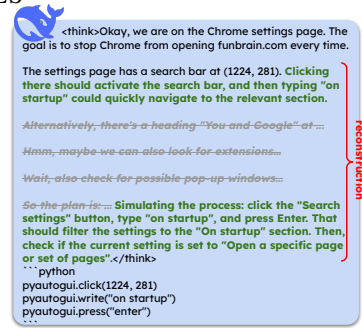 <think>Okay, we are on the Chrome settings page. The
goal is to stop Chrome from opening funbrain.com every time.
The settings page has a search bar at (1224, 281). Clicking
there should activate the search bar, and then typing "on
startup" could quickly navigate to the relevant section.
Alternatively, there's a heading "You and Google" at ...
Hmm, maybe we can also look for extensions...
Wait, also check for possible pop-up windows...
So the plan is: ... Simulating the process: click the "Search
settings" button, type "on startup", and press Enter. That
should filter the settings to the "On startup" section. Then,
check if the current setting is set to "Open a specific page
or set of pages".</think>
```python
pyautogui.click(1224, 281)
pyautogui.write("on startup")
pyautogui.press("enter")
```
reconstruction